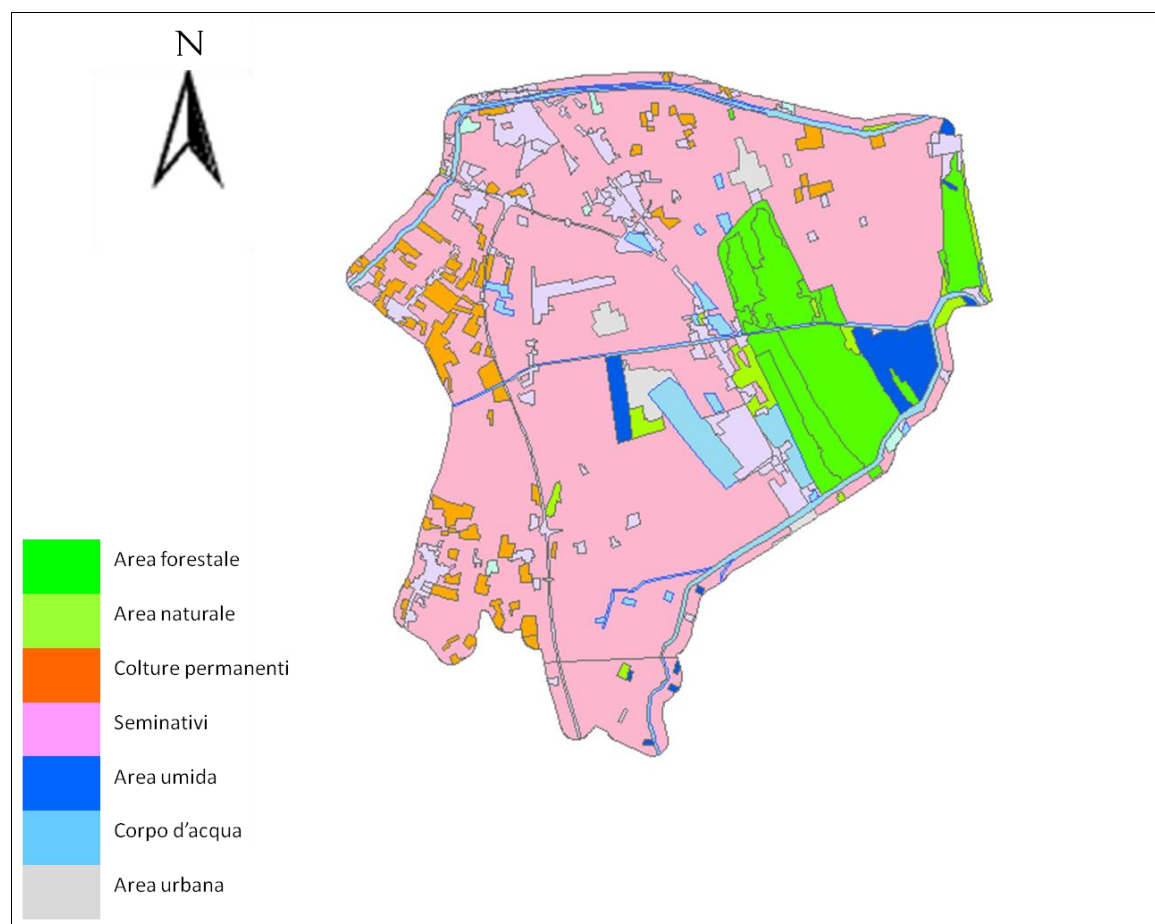 N
Area forestale
Area naturale
Colture permanenti
Seminativi
Area umida
Corpo d'acqua
Area urbana